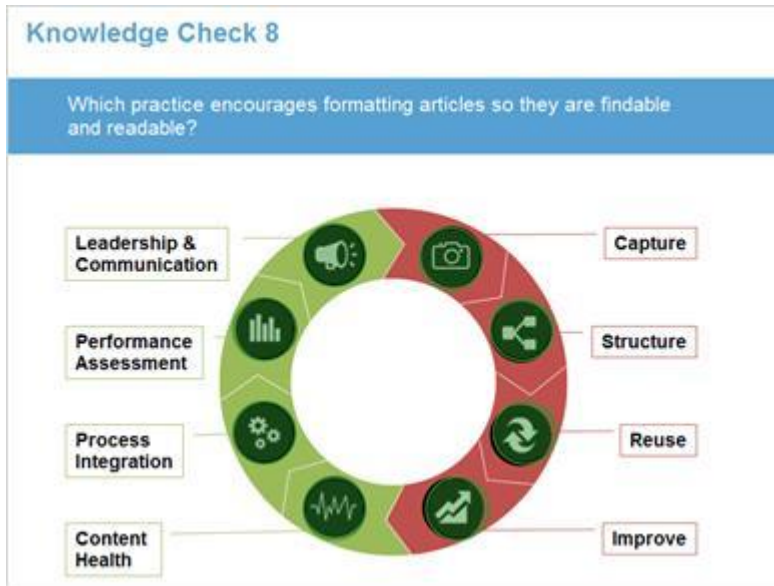 Knowledge Check 8
Which practice encourages formatting articles so they are findable
and readable?
Leadership &
Communication
Capture
Performance
Assessment
Structure
Process
Integration
Reuse
Content
Health
Improve